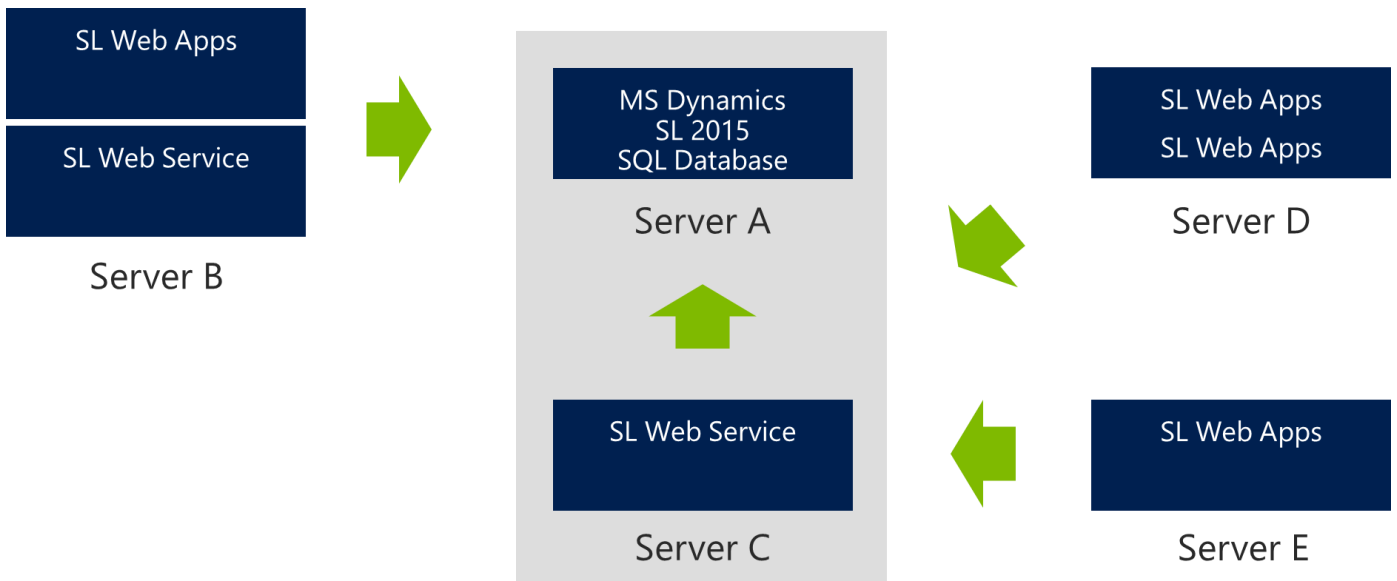 SL Web Apps
SL Web Service
Server B
MS Dynamics
SL 2015
SQL Database
Server A
SL Web Service
Server C
SL Web Apps
SL Web Apps
Server D
SL Web Apps
Server E